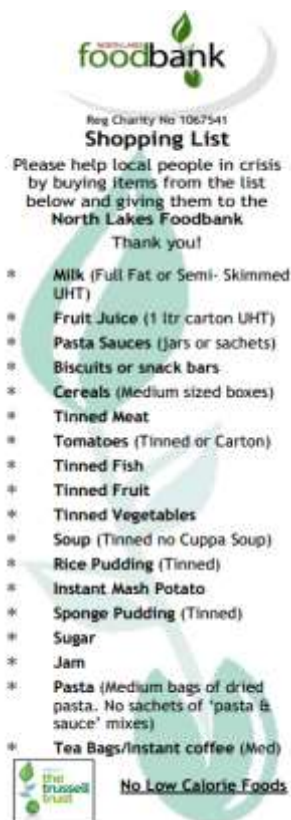 NORTH LAKES
foodbank
Reg Charity No 1067541
Shopping List
Please help local people in crisis
by buying items from the list
below and giving them to the
North Lakes Foodbank
Thank you!
* Milk (Full Fat or Semi- Skimmed
UHT)
* Fruit Juice (1 ltr carton UHT)
* Pasta Sauces (jars or sachets)
* Biscuits or snack bars
* Cereals (Medium sized boxes)
* Tinned Meat
* Tomatoes (Tinned or Carton)
* Tinned Fish
* Tinned Fruit
* Tinned Vegetables
* Soup (Tinned no Cuppa Soup)
* Rice Pudding (Tinned)
* Instant Mash Potato
* Sponge Pudding (Tinned)
* Sugar
* Jam
* Pasta (Medium bags of dried
pasta. No sachets of ‘pasta &
sauce’ mixes)
* Tea Bags/Instant coffee (Med)
the
trussell
trust
No Low Calorie Foods